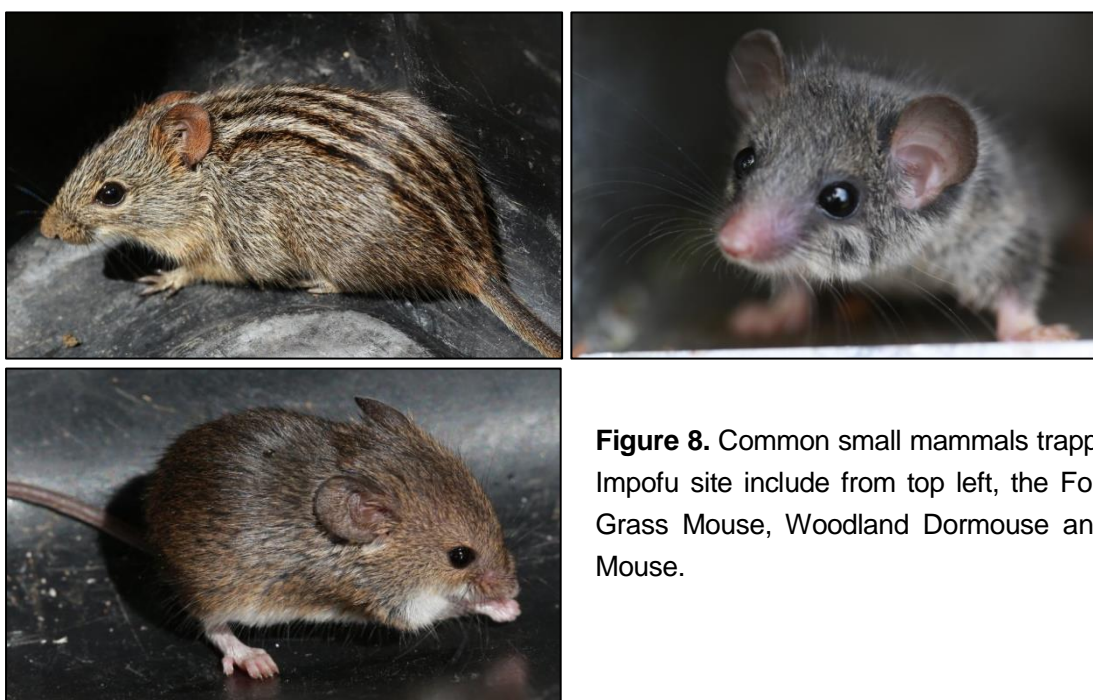 Figure 8. Common small mammals trapp
Impofu site include from top left, the Fo
Grass Mouse, Woodland Dormouse an
Mouse.